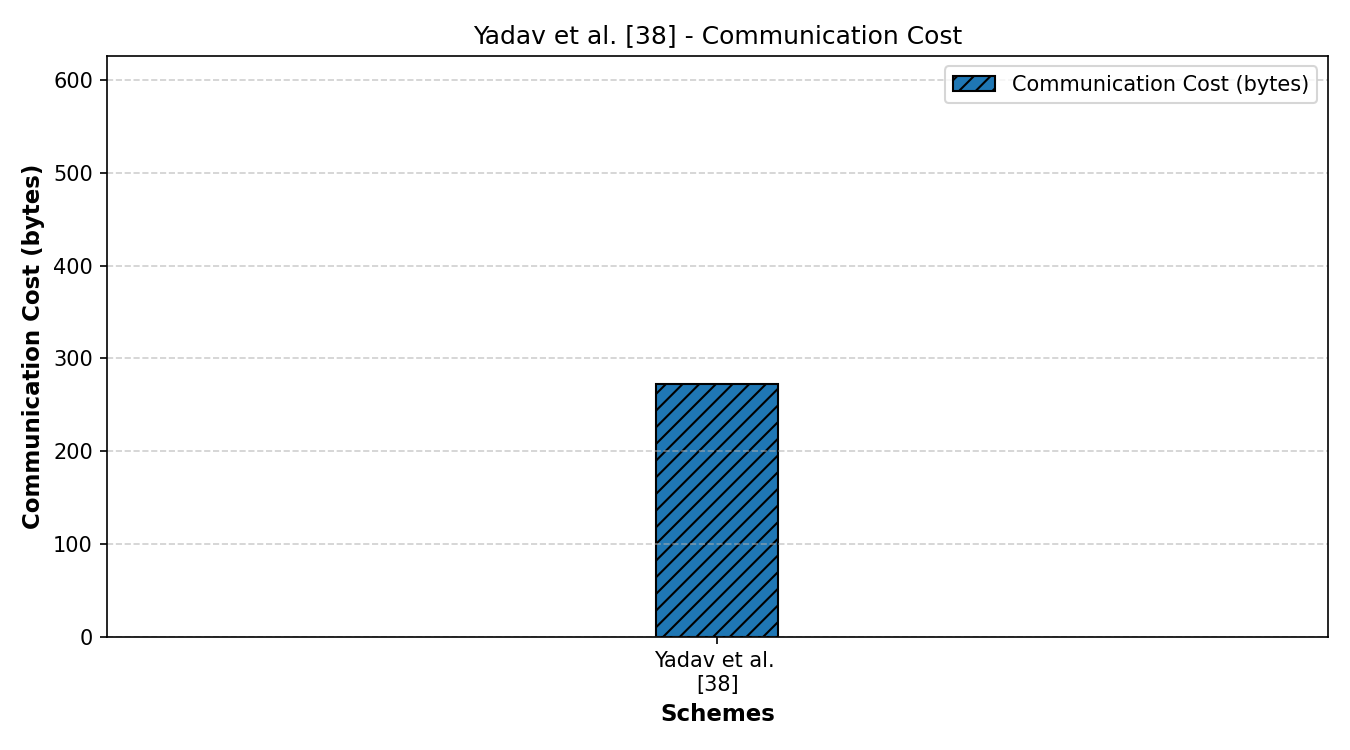 Yadav et al. [38] - Communication Cost
Communication Cost (bytes)
Communication Cost (bytes)
600
500
400
300
200
100
0
Yadav et al.
[38]
Schemes